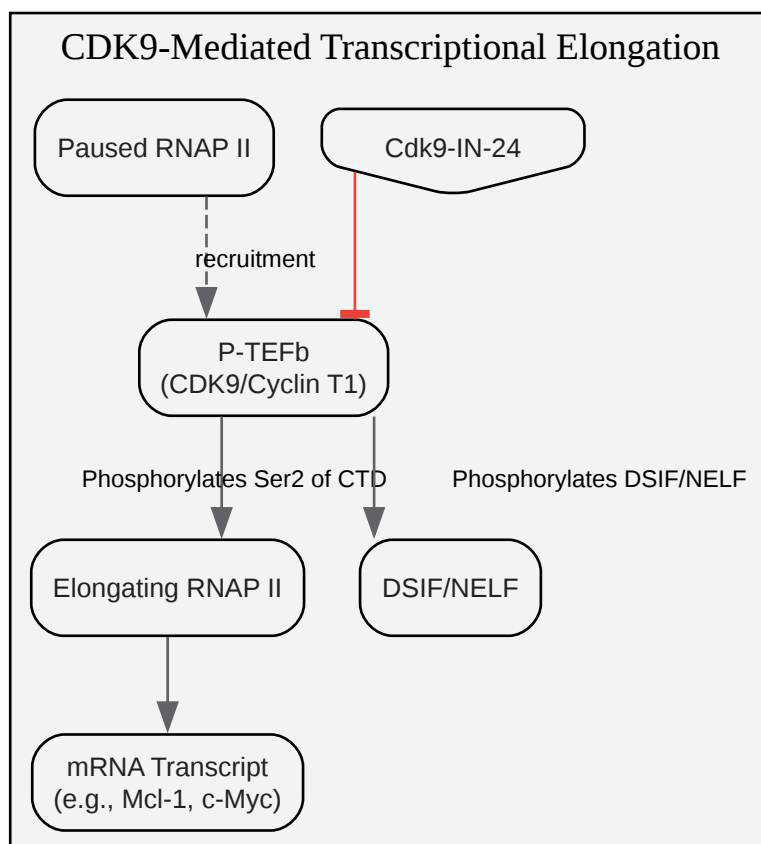 CDK9-Mediated Transcriptional Elongation
Paused RNAP II
Cdk9-IN-24
recruitment
P-TEFb
(CDK9/Cyclin T1)
Phosphorylates Ser2 of CTD
Phosphorylates DSIF/NELF
Elongating RNAP II
DSIF/NELF
mRNA Transcript
(e.g., Mcl-1, c-Myc)